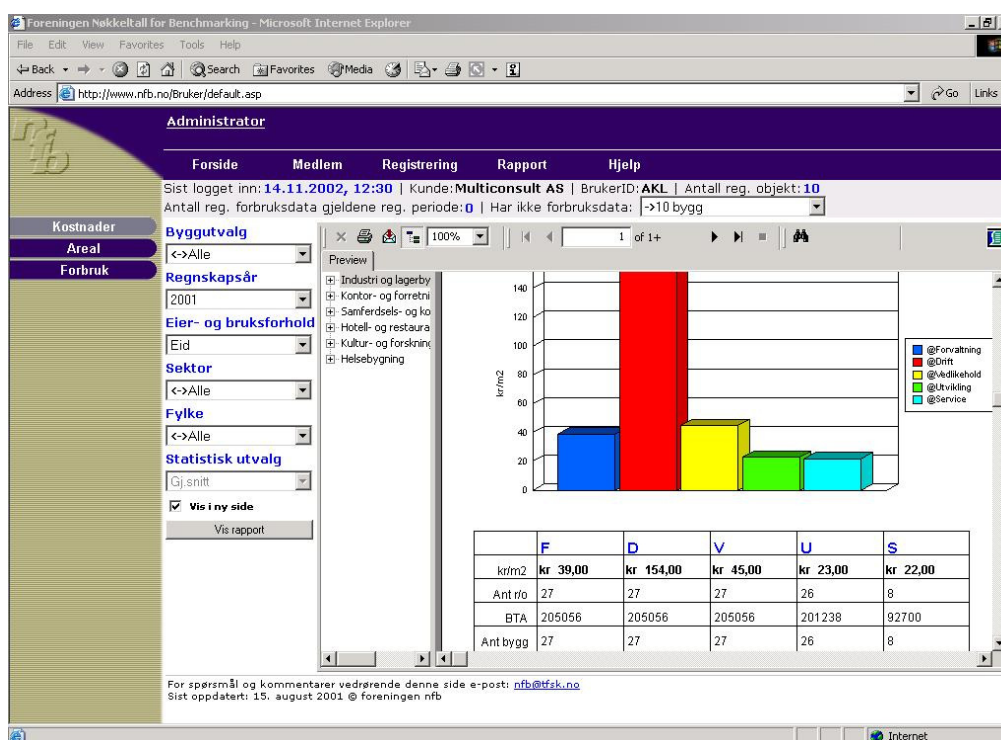 Foreningen Nøkkeltall for Benchmarking - Microsoft Internet Explorer
File Edit View Favorites Tools Help
Back Search Favorites Media
Address http://www.nfb.no/Bruker/default.asp Go Links
nfb
Administrator
Forside Medlem Registrering Rapport Hjelp
Sist logget inn: 14.11.2002, 12:30 | Kunde: Multiconsult AS | BrukerID: AKL | Antall reg. objekt: 10
Antall reg. forbruksdata gjeldene reg. periode: 0 | Har ikke forbruksdata: ->10 bygg
Kostnader
Areal
Forbruk
Byggutvalg
<->Alle
Regnskapsår
2001
Eier- og bruksforhold
Eid
Sektor
<->Alle
Fylke
<->Alle
Statistisk utvalg
Gj.snitt
Vis i ny side
Vis rapport
100% 1 of 1+
Preview
Industri og lagerby
Kontor- og forretni
Samferdsels- og ko
Hotell- og restaura
Kultur- og forskning
Helsebygning
140
120
100
80
60
40
20
0
kr/m2
@Forvaltning
@Drift
@Vedlikehold
@Utvikling
@Service
F D V U S
kr/m2 kr 39,00 kr 154,00 kr 45,00 kr 23,00 kr 22,00
Ant r/o 27 27 27 26 8
BTA 205056 205056 205056 201238 92700
Ant bygg 27 27 27 26 8
For spørsmål og kommentarer vedrørende denne side e-post: nfb@tfsk.no
Sist oppdatert: 15. august 2001 © foreningen nfb
Internet